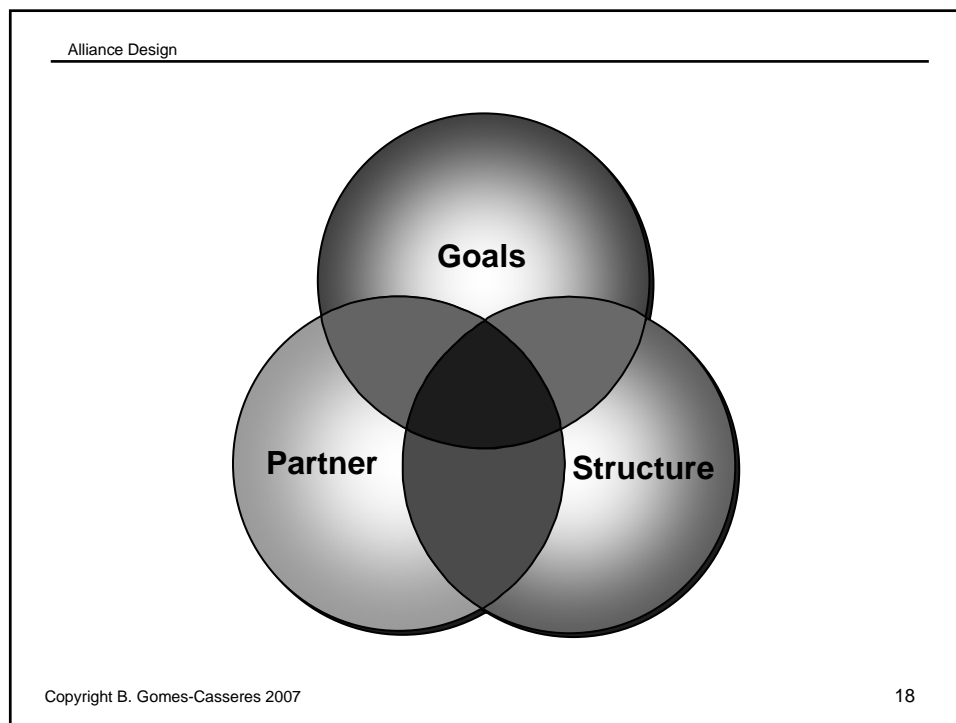 Alliance Design
Goals
Partner
Structure
Copyright B. Gomes-Casseres 2007
18